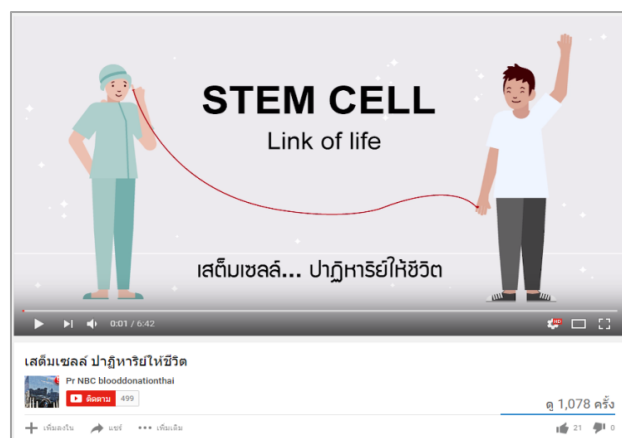 STEM CELL
Link of life
เสต็มเซลล์... ปาฏิหาริย์ให้ชีวิต
0:01 / 6:42
HD
เสต็มเซลล์ ปาฏิหาริย์ให้ชีวิต
Pr NBC blooddonationthai
ติดตาม 499
ดู 1,078 ครั้ง
เพิ่มลงใน แชร์ เพิ่มเติม
21 0